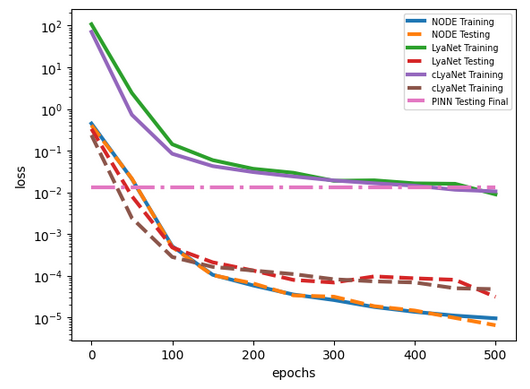 NODE Training
NODE Testing
LyaNet Training
LyaNet Testing
cLyaNet Training
cLyaNet Training
PINN Testing Final
loss
10²
10¹
10⁰
10⁻¹
10⁻²
10⁻³
10⁻⁴
10⁻⁵
0 100 200 300 400 500
epochs